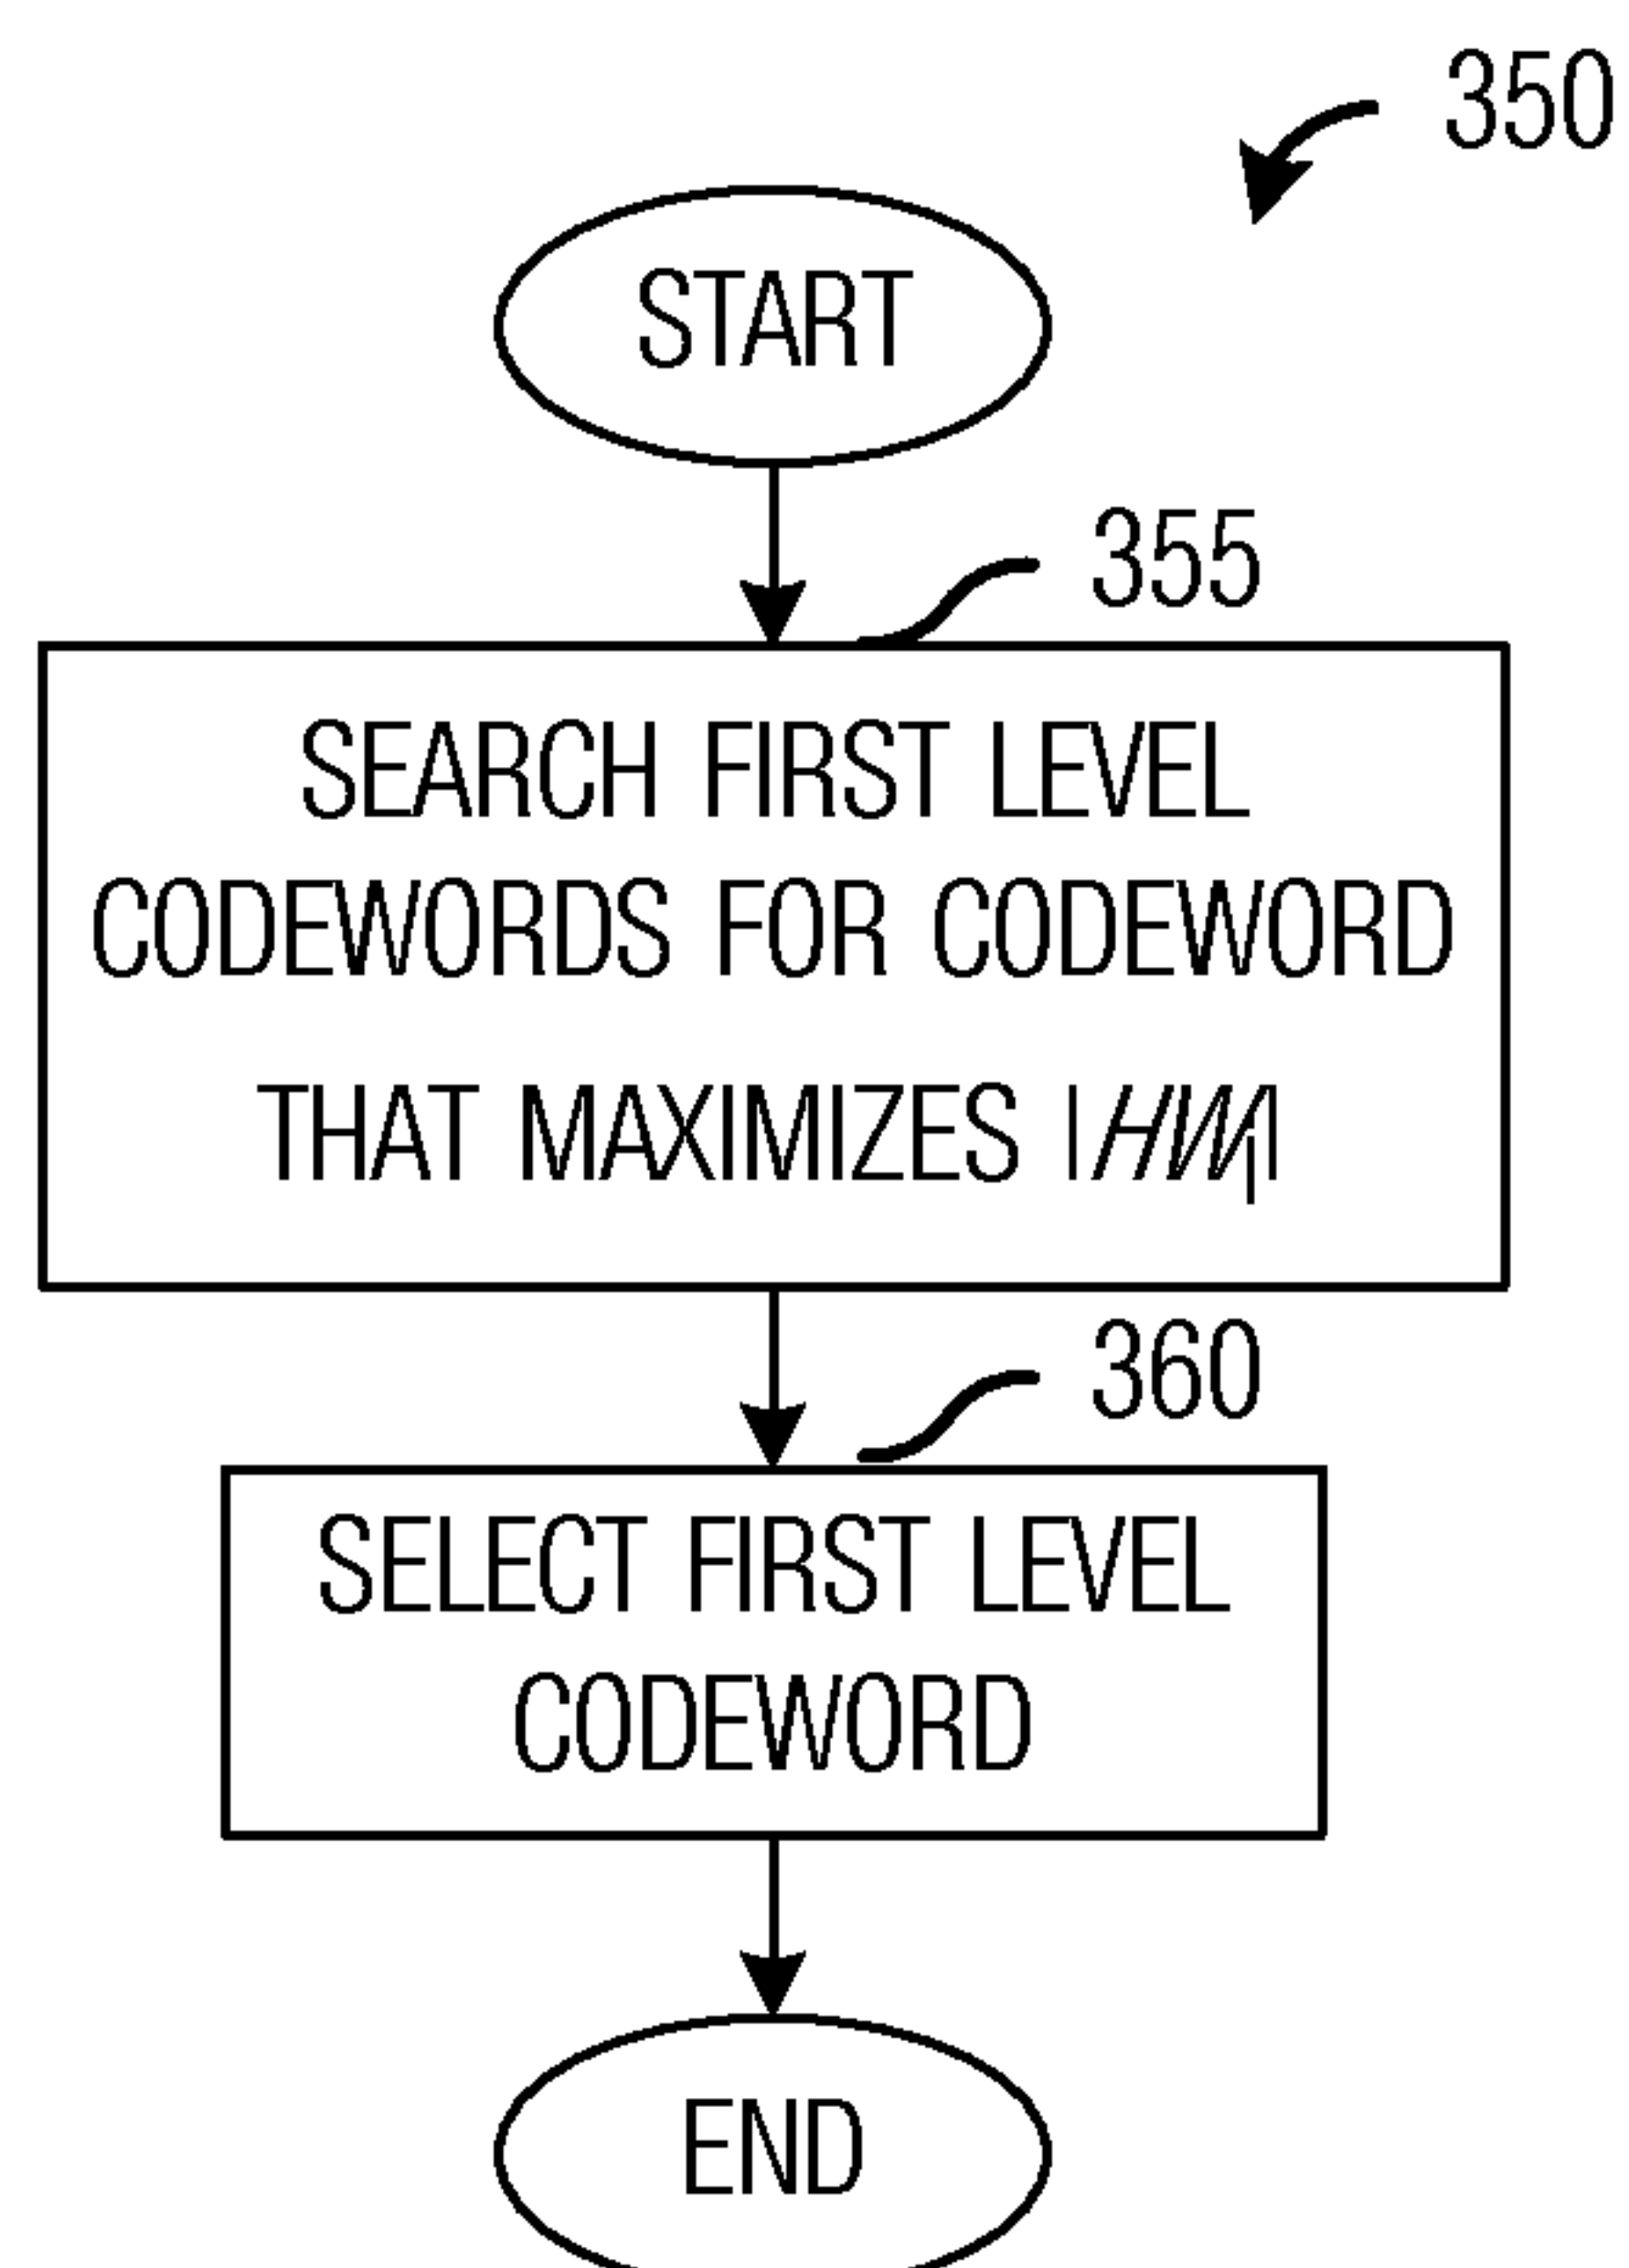 350
START
355
SEARCH FIRST LEVEL
CODEWORDS FOR CODEWORD
THAT MAXIMIZES |HW₁|
360
SELECT FIRST LEVEL
CODEWORD
END